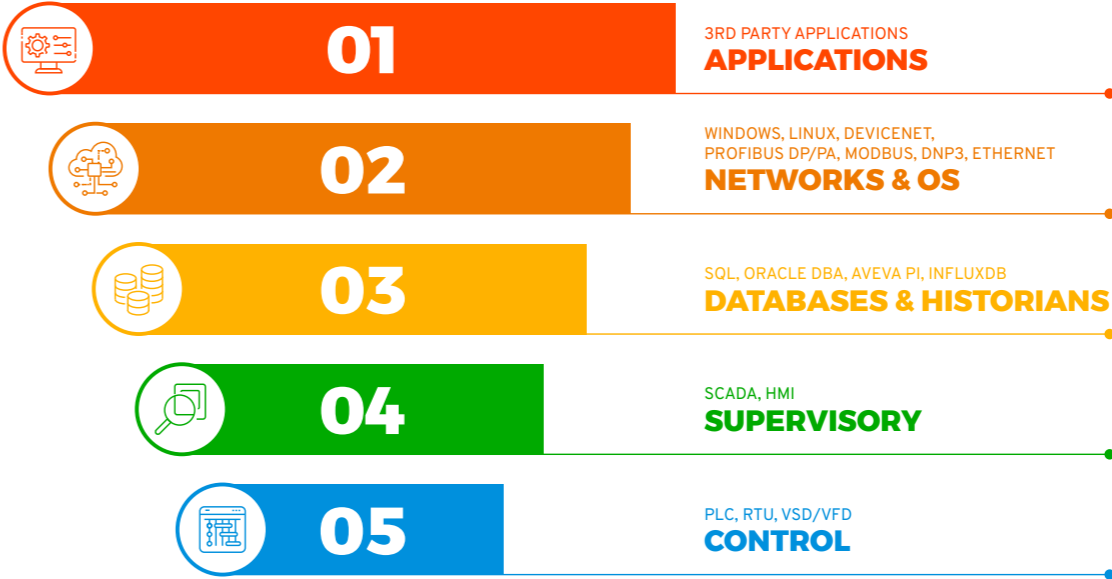 01
3RD PARTY APPLICATIONS
APPLICATIONS
02
WINDOWS, LINUX, DEVICENET,
PROFIBUS DP/PA, MODBUS, DNP3, ETHERNET
NETWORKS & OS
03
SQL, ORACLE DBA, AVEVA PI, INFLUXDB
DATABASES & HISTORIANS
04
SCADA, HMI
SUPERVISORY
05
PLC, RTU, VSD/VFD
CONTROL